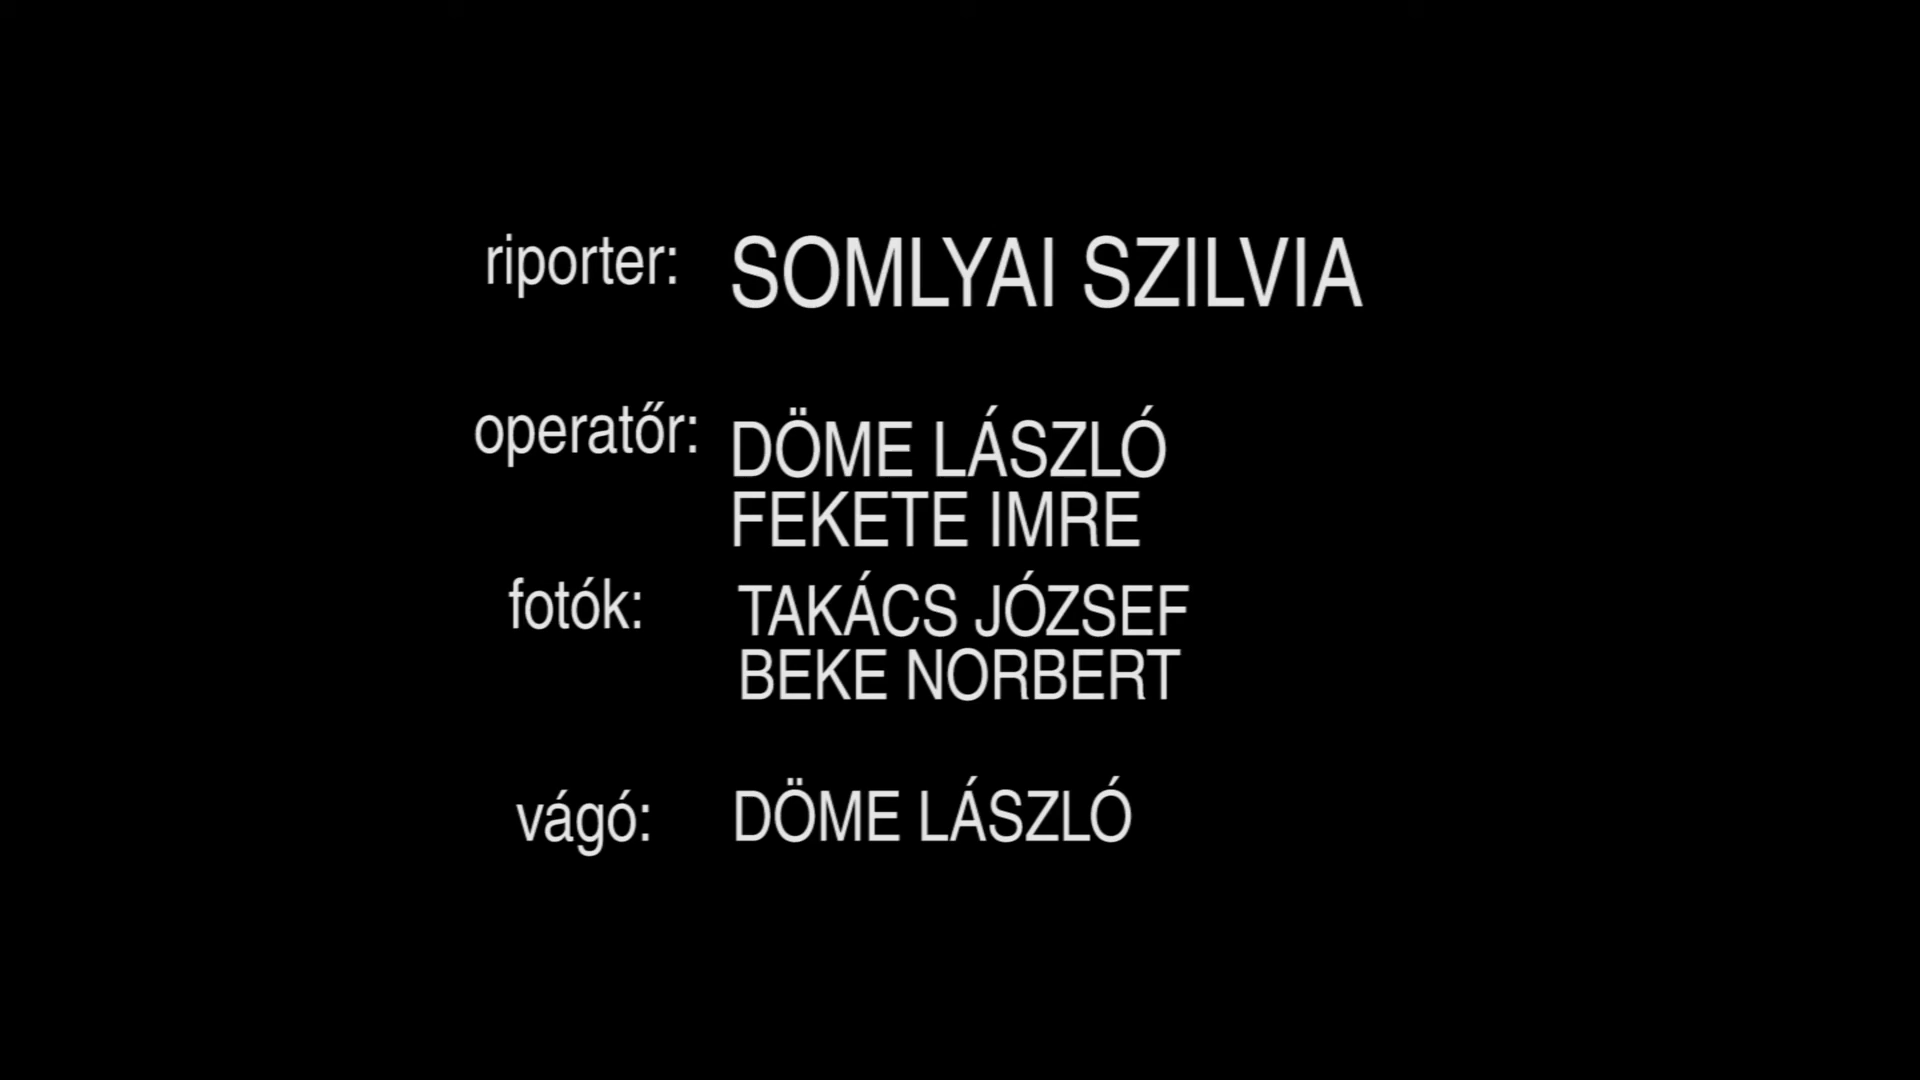 riporter: SOMLYAI SZILVIA
operatőr: DÖME LÁSZLÓ
FEKETE IMRE
fotók: TAKÁCS JÓZSEF
BEKE NORBERT
vágó: DÖME LÁSZLÓ